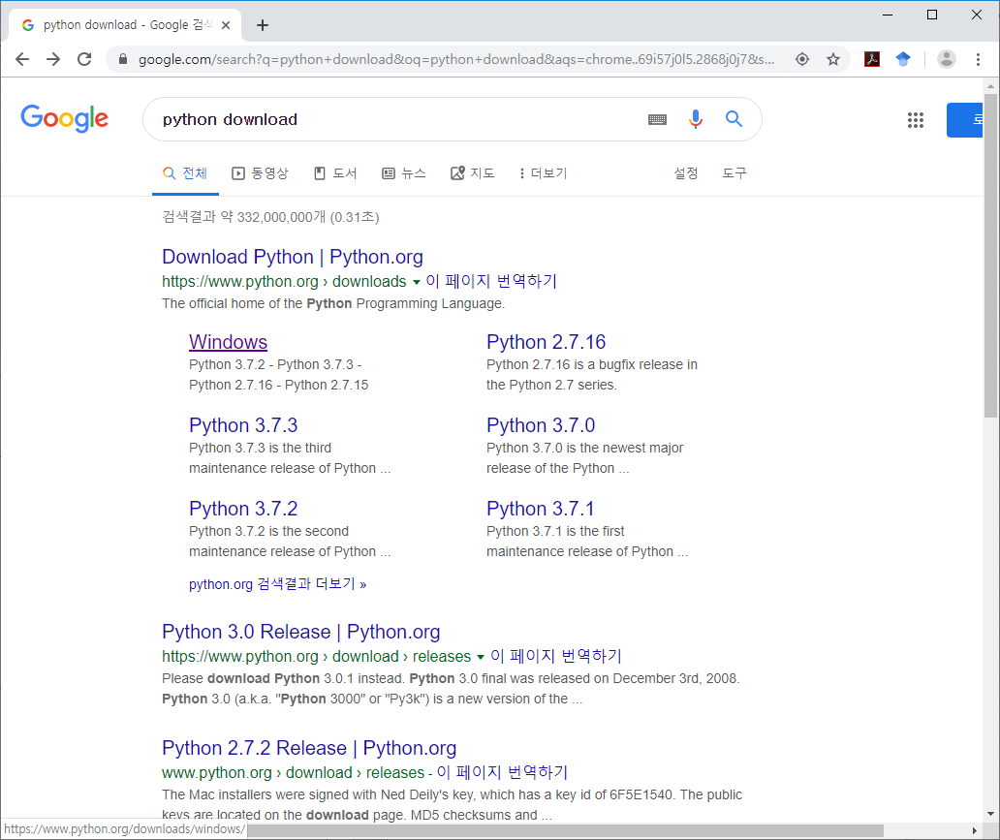 python download - Google 검색
google.com/search?q=python+download&oq=python+download&aqs=chrome..69i57j0l5.2868j0j7&s...
Google
python download
로
전체 동영상 도서 뉴스 지도 더보기 설정 도구
검색결과 약 332,000,000개 (0.31초)
Download Python | Python.org
https://www.python.org › downloads ▾ 이 페이지 번역하기
The official home of the Python Programming Language.
Windows
Python 3.7.2 - Python 3.7.3 -
Python 2.7.16 - Python 2.7.15
Python 2.7.16
Python 2.7.16 is a bugfix release in
the Python 2.7 series.
Python 3.7.3
Python 3.7.3 is the third
maintenance release of Python ...
Python 3.7.0
Python 3.7.0 is the newest major
release of the Python ...
Python 3.7.2
Python 3.7.2 is the second
maintenance release of Python ...
Python 3.7.1
Python 3.7.1 is the first
maintenance release of Python ...
python.org 검색결과 더보기 »
Python 3.0 Release | Python.org
https://www.python.org › download › releases ▾ 이 페이지 번역하기
Please download Python 3.0.1 instead. Python 3.0 final was released on December 3rd, 2008.
Python 3.0 (a.k.a. "Python 3000" or "Py3k") is a new version of the ...
Python 2.7.2 Release | Python.org
www.python.org › download › releases - 이 페이지 번역하기
The Mac installers were signed with Ned Deily's key, which has a key id of 6F5E1540. The public
keys are located on the download page. MD5 checksums and ...
https://www.python.org/downloads/windows/